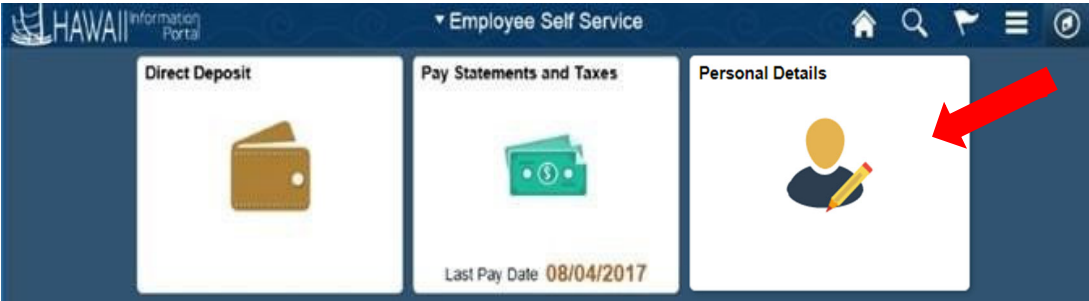 HAWAII Information
Portal
Employee Self Service
Direct Deposit
Pay Statements and Taxes
Last Pay Date 08/04/2017
Personal Details